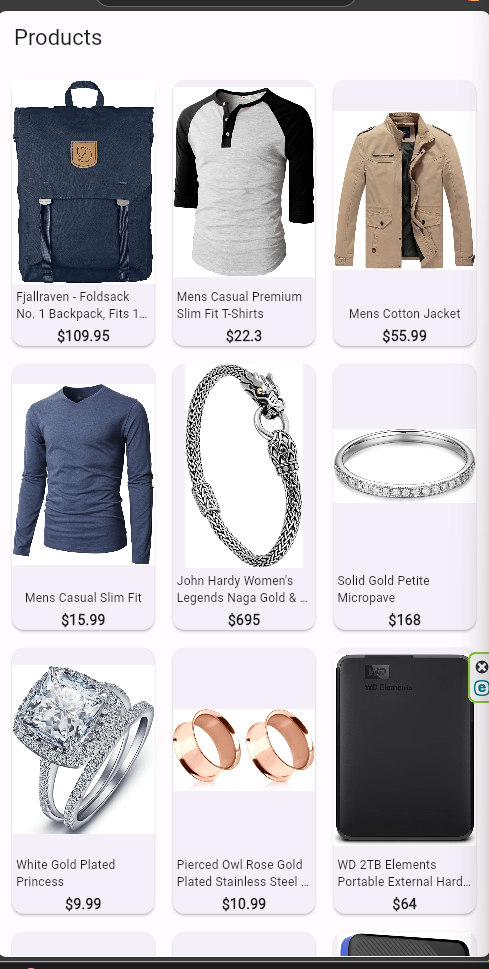 Products
Fjallraven - Foldsack
No. 1 Backpack, Fits 1…
$109.95
Mens Casual Premium
Slim Fit T-Shirts
$22.3
Mens Cotton Jacket
$55.99
Mens Casual Slim Fit
$15.99
John Hardy Women's
Legends Naga Gold & …
$695
Solid Gold Petite
Micropave
$168
White Gold Plated
Princess
$9.99
Pierced Owl Rose Gold
Plated Stainless Steel …
$10.99
WD Elements
WD 2TB Elements
Portable External Hard…
$64